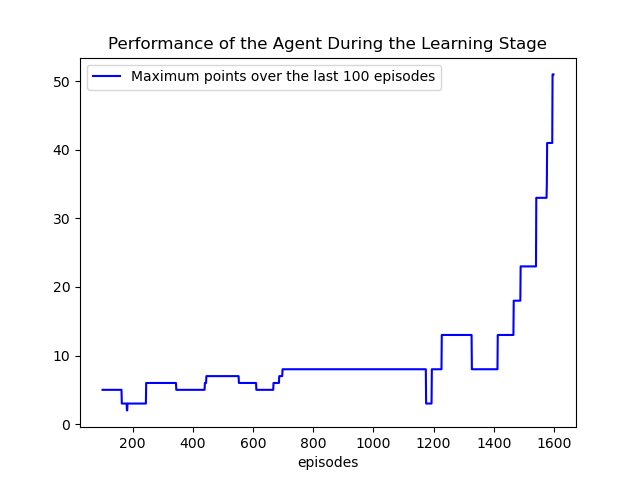 Performance of the Agent During the Learning Stage
Maximum points over the last 100 episodes
50
40
30
20
10
0
200 400 600 800 1000 1200 1400 1600
episodes